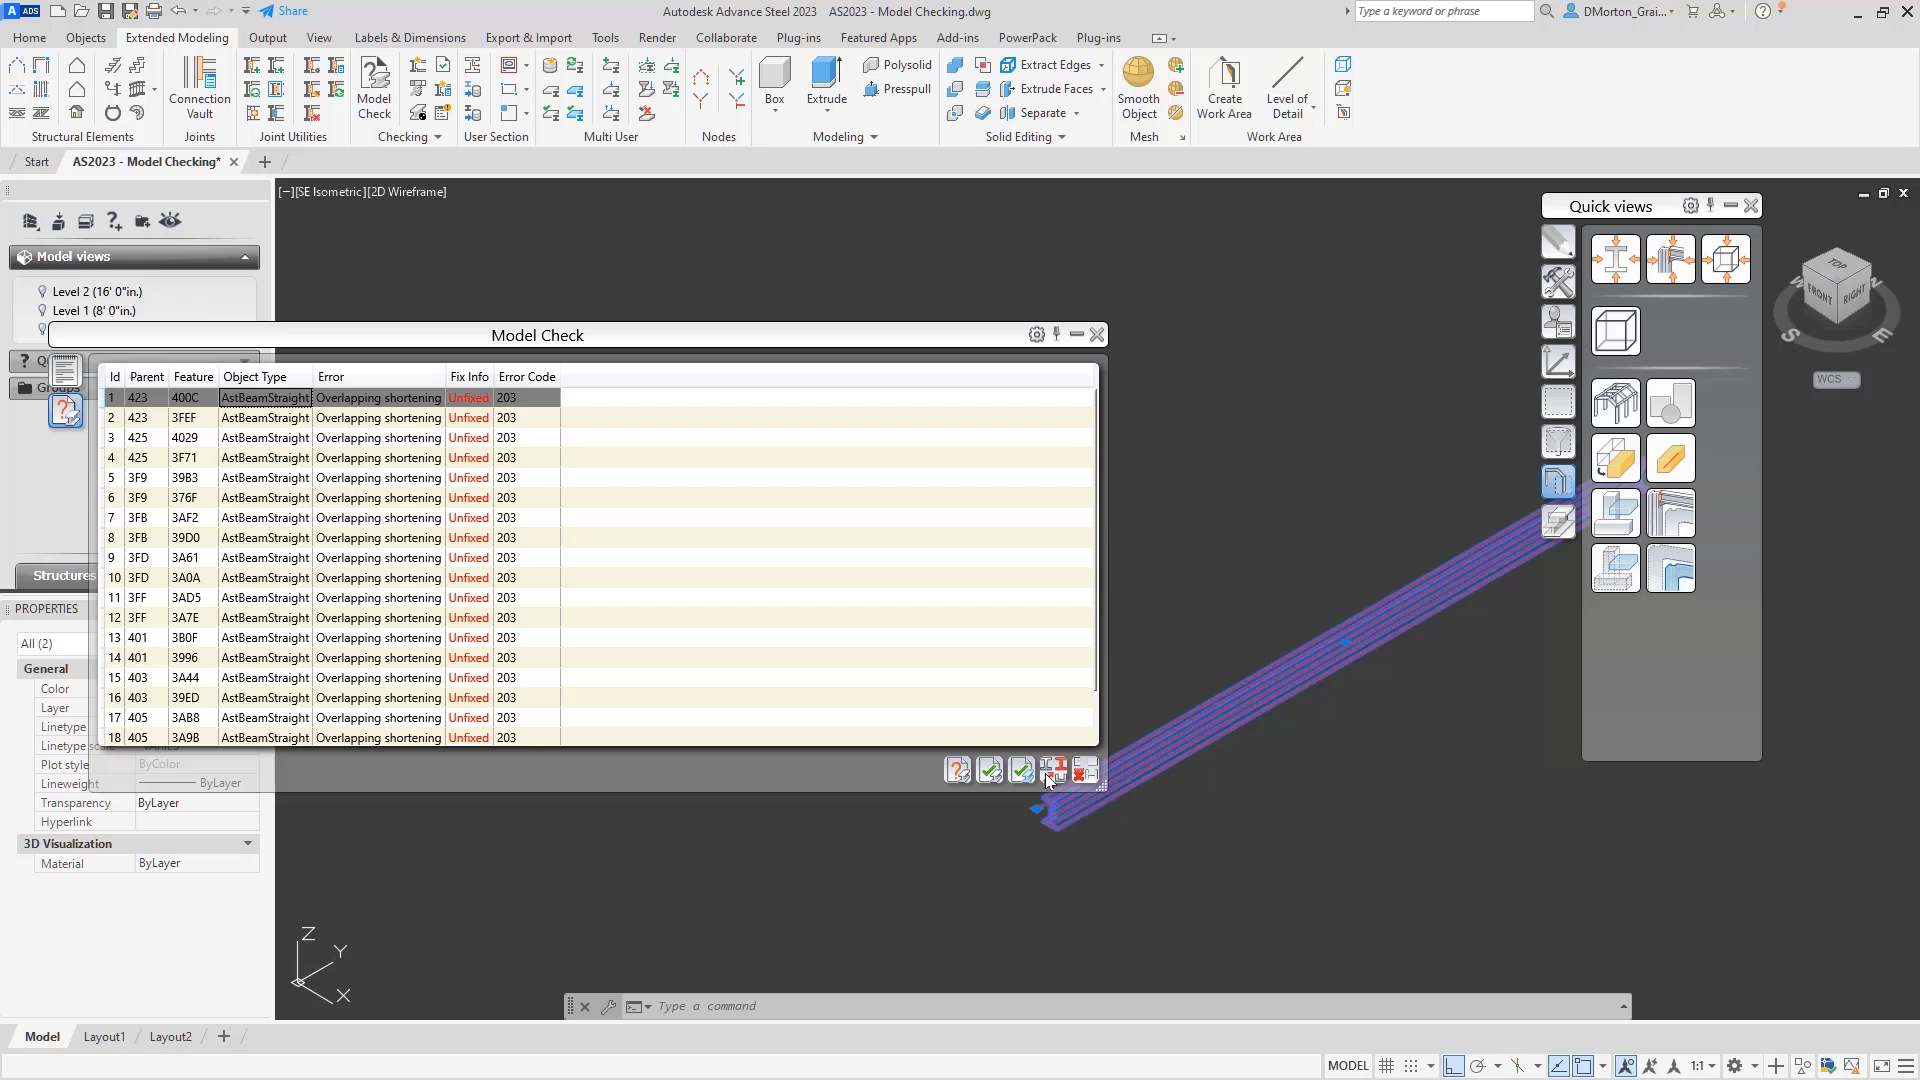 A ADS Share Autodesk Advance Steel 2023 AS2023 - Model Checking.dwg Type a keyword or phrase DMorton_Grai...
Home Objects Extended Modeling Output View Labels & Dimensions Export & Import Tools Render Collaborate Plug-ins Featured Apps Add-ins PowerPack Plug-ins
Connection Vault
Model Check
Box
Extrude
Polysolid
Presspull
Extract Edges
Extrude Faces
Separate
Smooth Object
Create Work Area
Level of Detail
Structural Elements Joints Joint Utilities Checking User Section Multi User Nodes Modeling Solid Editing Mesh Work Area
Start AS2023 - Model Checking*
[−][SE Isometric][2D Wireframe]
Model views
Level 2 (16' 0"in.)
Level 1 (8' 0"in.)
Quick views
TOP
FRONT RIGHT
W S E
WCS
Model Check
Id Parent Feature Object Type Error Fix Info Error Code
1 423 400C AstBeamStraight Overlapping shortening Unfixed 203
2 423 3FEF AstBeamStraight Overlapping shortening Unfixed 203
3 425 4029 AstBeamStraight Overlapping shortening Unfixed 203
4 425 3F71 AstBeamStraight Overlapping shortening Unfixed 203
5 3F9 39B3 AstBeamStraight Overlapping shortening Unfixed 203
6 3F9 376F AstBeamStraight Overlapping shortening Unfixed 203
7 3FB 3AF2 AstBeamStraight Overlapping shortening Unfixed 203
8 3FB 39D0 AstBeamStraight Overlapping shortening Unfixed 203
9 3FD 3A61 AstBeamStraight Overlapping shortening Unfixed 203
10 3FD 3A0A AstBeamStraight Overlapping shortening Unfixed 203
11 3FF 3AD5 AstBeamStraight Overlapping shortening Unfixed 203
12 3FF 3A7E AstBeamStraight Overlapping shortening Unfixed 203
13 401 3B0F AstBeamStraight Overlapping shortening Unfixed 203
14 401 3996 AstBeamStraight Overlapping shortening Unfixed 203
15 403 3A44 AstBeamStraight Overlapping shortening Unfixed 203
16 403 39ED AstBeamStraight Overlapping shortening Unfixed 203
17 405 3AB8 AstBeamStraight Overlapping shortening Unfixed 203
18 405 3A9B AstBeamStraight Overlapping shortening Unfixed 203
Structures
PROPERTIES
All (2)
General
Color
Layer
Linetype
Linetype
Plot style ByColor
Lineweight ByLayer
Transparency ByLayer
Hyperlink
3D Visualization
Material ByLayer
Z
Y
X
Type a command
Model Layout1 Layout2
MODEL 1:1